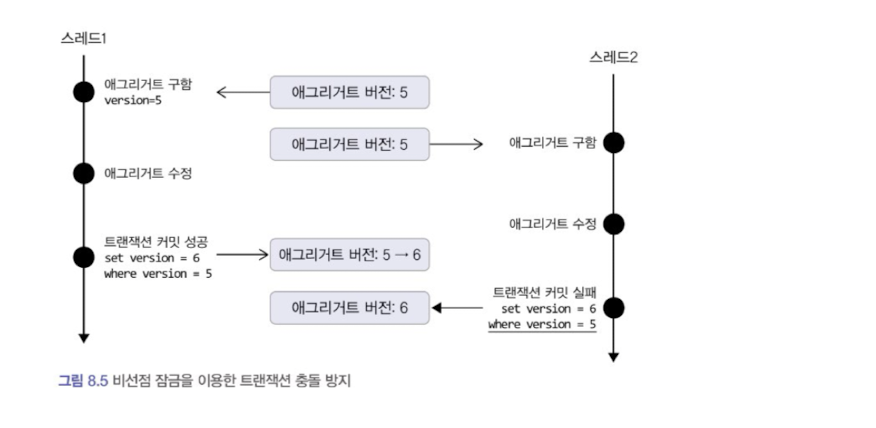 스레드1
스레드2
애그리거트 구함
version=5
애그리거트 버전: 5
애그리거트 버전: 5
애그리거트 구함
애그리거트 수정
애그리거트 수정
트랜잭션 커밋 성공
set version = 6
where version = 5
애그리거트 버전: 5 → 6
애그리거트 버전: 6
트랜잭션 커밋 실패
set version = 6
where version = 5
그림 8.5 비선점 잠금을 이용한 트랜잭션 충돌 방지